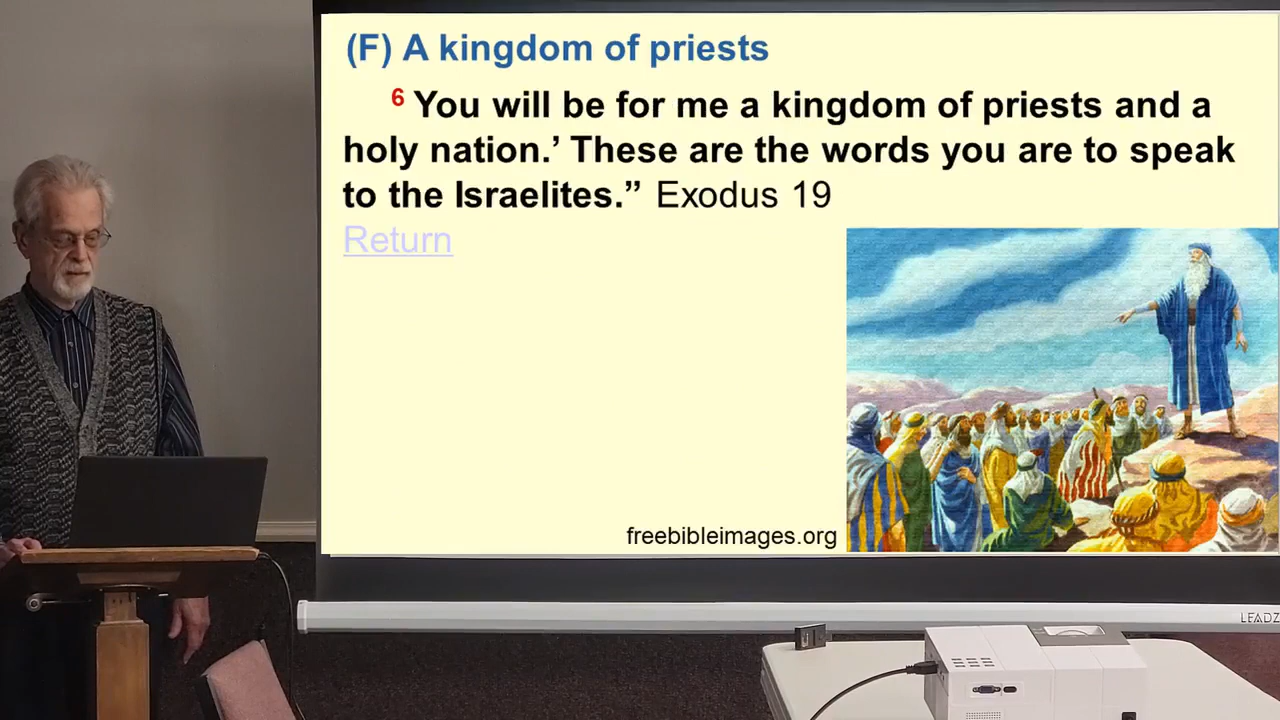 (F) A kingdom of priests
6 You will be for me a kingdom of priests and a
holy nation.’ These are the words you are to speak
to the Israelites.” Exodus 19
Return
freebibleimages.org
LEADZ